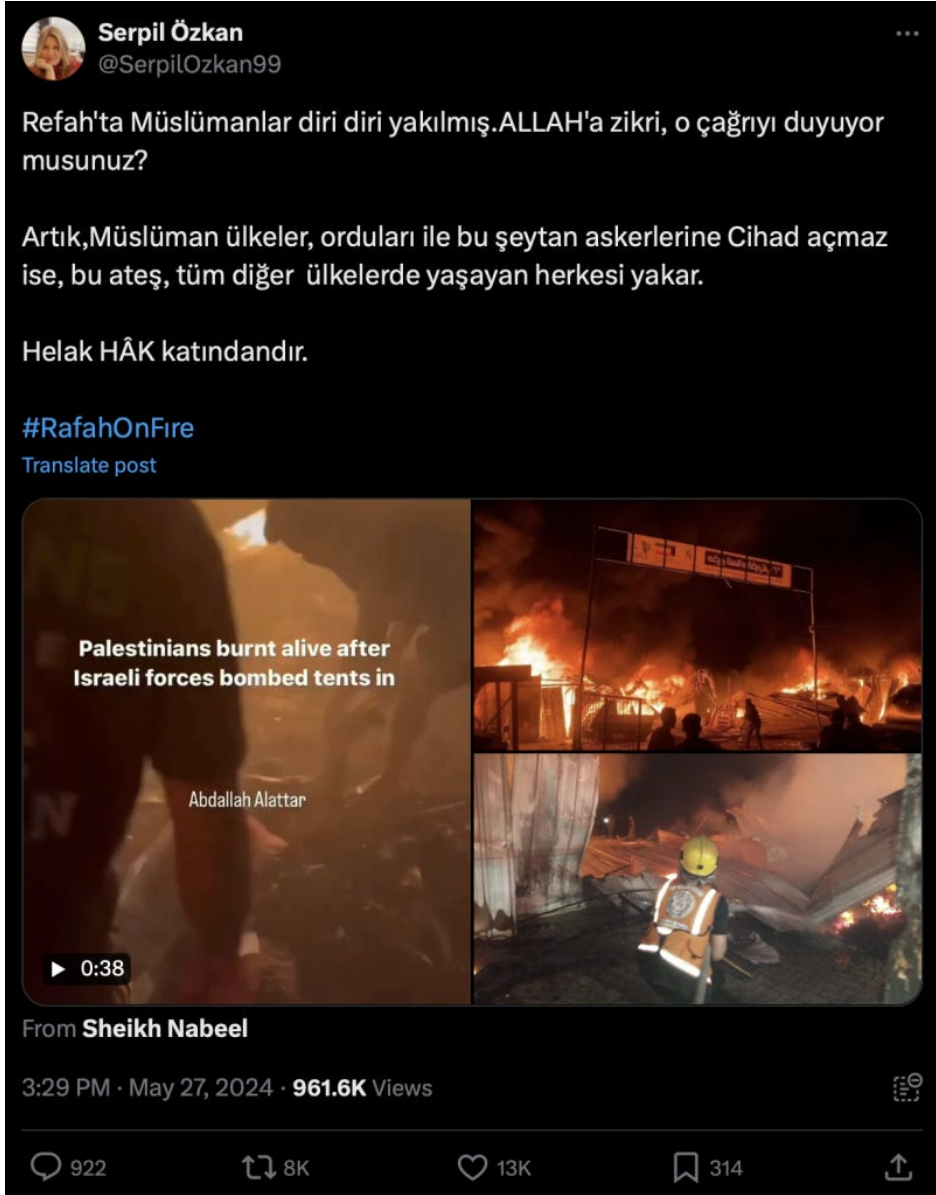 Serpil Özkan
@SerpilOzkan99
Refah'ta Müslümanlar diri diri yakılmış.ALLAH'a zikri, o çağrıyı duyuyor
musunuz?
Artık,Müslüman ülkeler, orduları ile bu şeytan askerlerine Cihad açmaz
ise, bu ateş, tüm diğer  ülkelerde yaşayan herkesi yakar.
Helak HÂK katındandır.
#RafahOnFıre
Translate post
Palestinians burnt alive after
Israeli forces bombed tents in
Abdallah Alattar
0:38
From Sheikh Nabeel
3:29 PM · May 27, 2024 · 961.6K Views
922
8K
13K
314